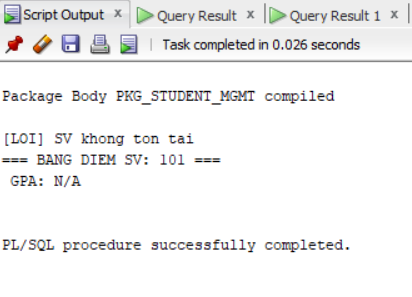 Script Output x Query Result x Query Result 1 x
Task completed in 0.026 seconds
Package Body PKG_STUDENT_MGMT compiled
[LOI] SV khong ton tai
=== BANG DIEM SV: 101 ===
GPA: N/A
PL/SQL procedure successfully completed.